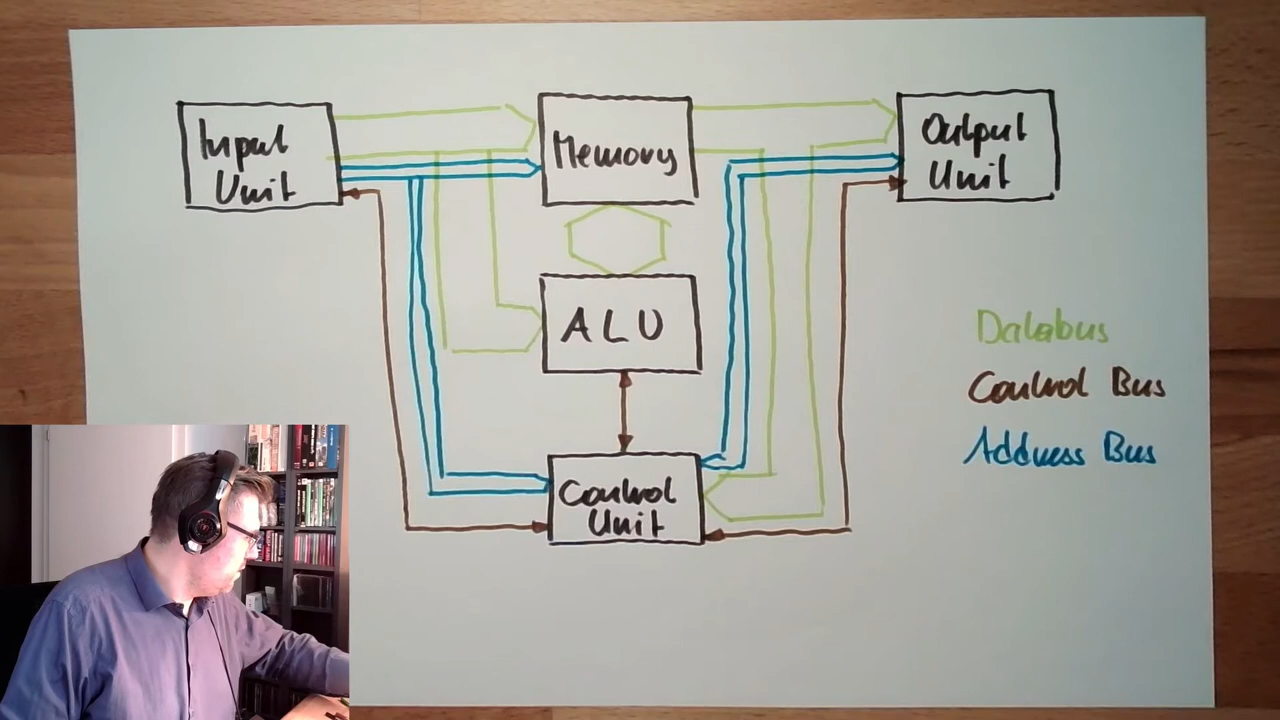 Input
Unit
Memory
Output
Unit
ALU
Control
Unit
Databus
Control Bus
Address Bus